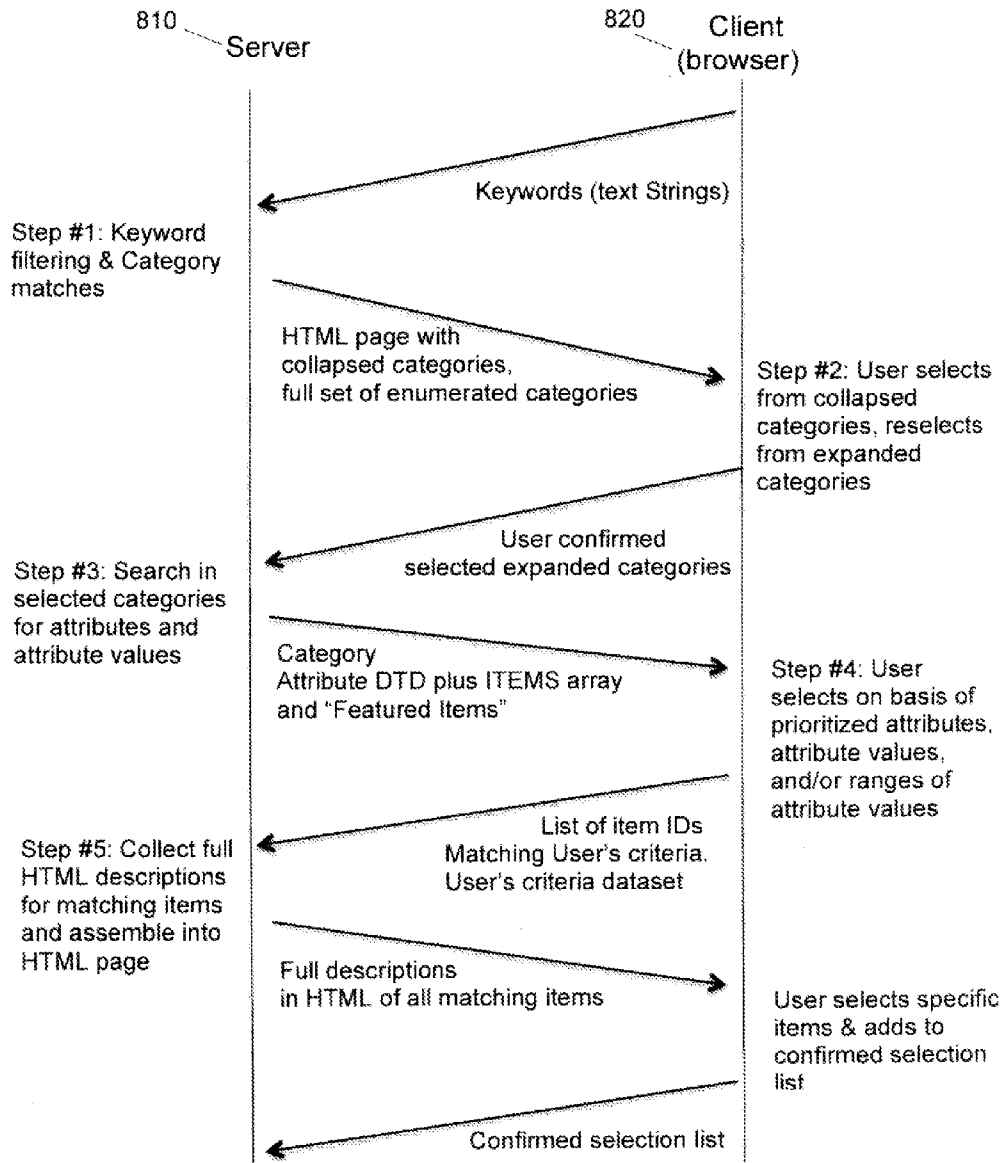 810
Server
820
Client
(browser)
Keywords (text Strings)
Step #1: Keyword
filtering & Category
matches
HTML page with
collapsed categories,
full set of enumerated categories
Step #2: User selects
from collapsed
categories, reselects
from expanded
categories
User confirmed
selected expanded categories
Step #3: Search in
selected categories
for attributes and
attribute values
Category
Attribute DTD plus ITEMS array
and “Featured Items”
Step #4: User
selects on basis of
prioritized attributes,
attribute values,
and/or ranges of
attribute values
List of item IDs
Matching User's criteria.
User's criteria dataset
Step #5: Collect full
HTML descriptions
for matching items
and assemble into
HTML page
Full descriptions
in HTML of all matching items
User selects specific
items & adds to
confirmed selection
list
Confirmed selection list